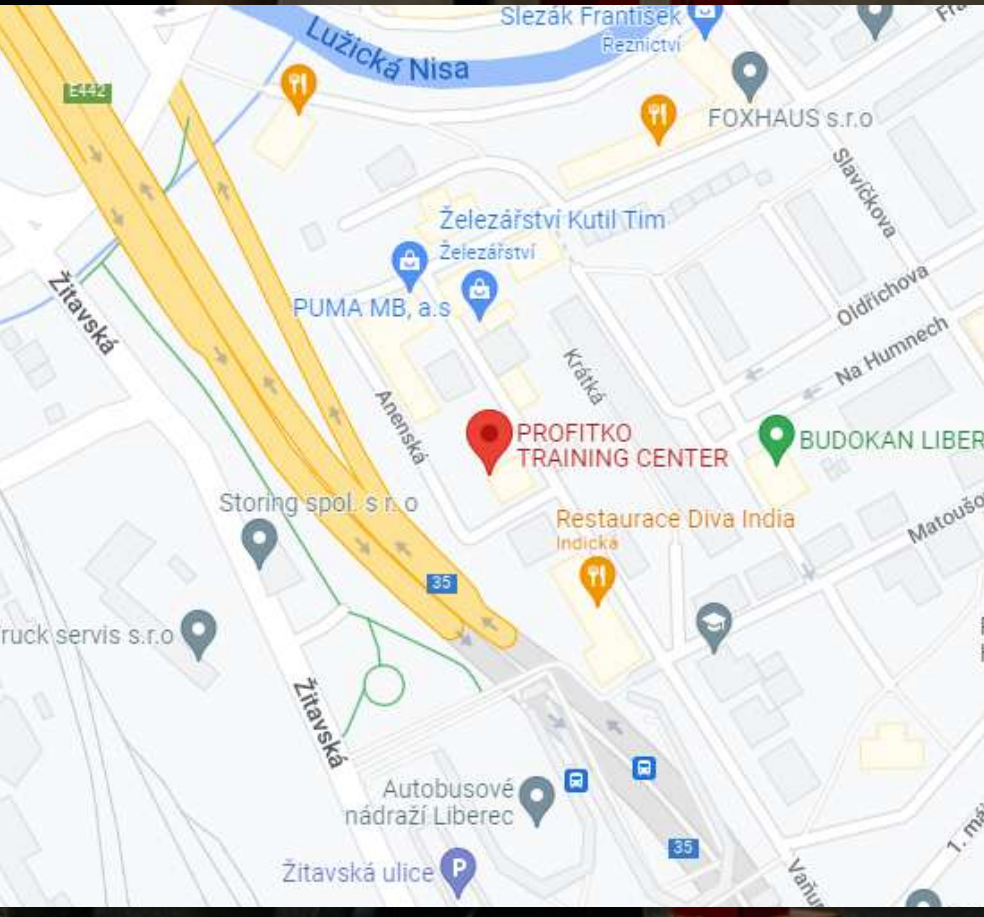 Slezák František
Řeznictví
Lužická Nisa
E442
FOXHAUS s.r.o
Slavíčkova
Železářství Kutil Tim
Železářství
PUMA MB, a.s
Žitavská
Oldřichova
Na Humnech
Krátká
Anenská
PROFITKO
TRAINING CENTER
BUDOKAN LIBER
Storing spol. s r. o
Restaurace Diva India
Indická
Matoušo
35
ruck servis s.r.o
Žitavská
Autobusové
nádraží Liberec
35
Žitavská ulice
P
1. máj